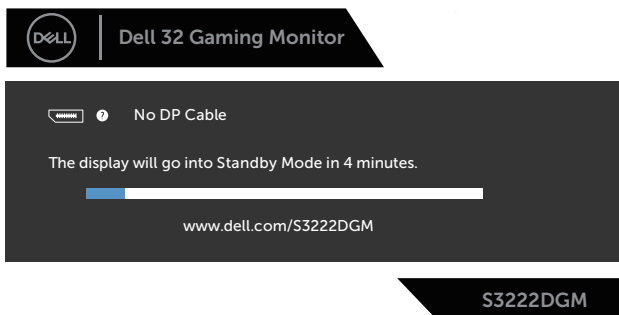 DELL
Dell 32 Gaming Monitor
? No DP Cable
The display will go into Standby Mode in 4 minutes.
www.dell.com/S3222DGM
S3222DGM